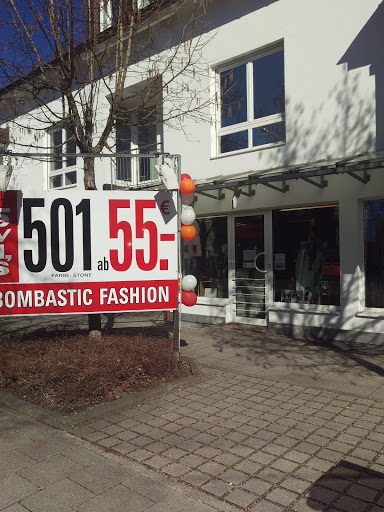 501 ab 55.- €
FARBE: STONE
BOMBASTIC FASHION